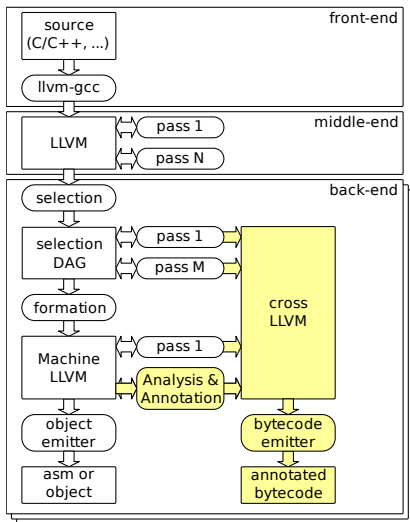 front-end
source
(C/C++, ...)
llvm-gcc
middle-end
LLVM
pass 1
pass N
back-end
selection
selection
DAG
pass 1
pass M
cross
LLVM
formation
Machine
LLVM
pass 1
Analysis &
Annotation
object
emitter
bytecode
emitter
asm or
object
annotated
bytecode